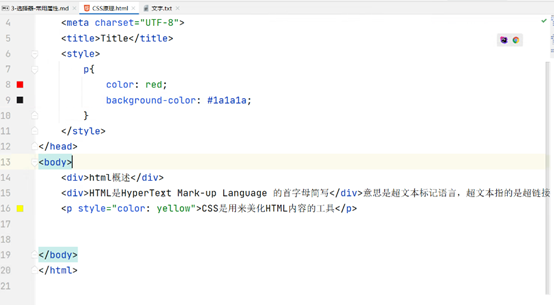 3-选择器-常用属性.md CSS原理.html 文字.txt
4 <meta charset="UTF-8">
5 <title>Title</title>
6 <style>
7 p{
8 color: red;
9 background-color: #1a1a1a;
10 }
11 </style>
12 </head>
13 <body>
14 <div>html概述</div>
15 <div>HTML是HyperText Mark-up Language 的首字母简写</div>意思是超文本标记语言，超文本指的是超链接
16 <p style="color: yellow">CSS是用来美化HTML内容的工具</p>
17
18
19 </body>
20 </html>
21